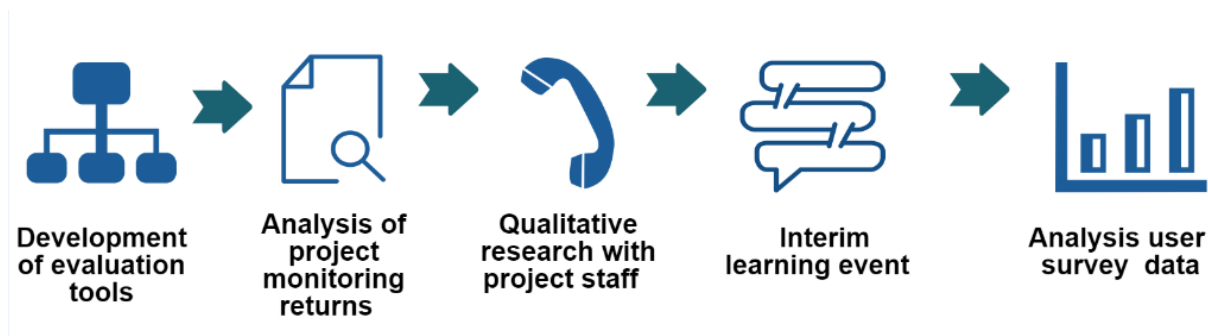 Development
of evaluation
tools
Analysis of
project
monitoring
returns
Qualitative
research with
project staff
Interim
learning event
Analysis user
survey data